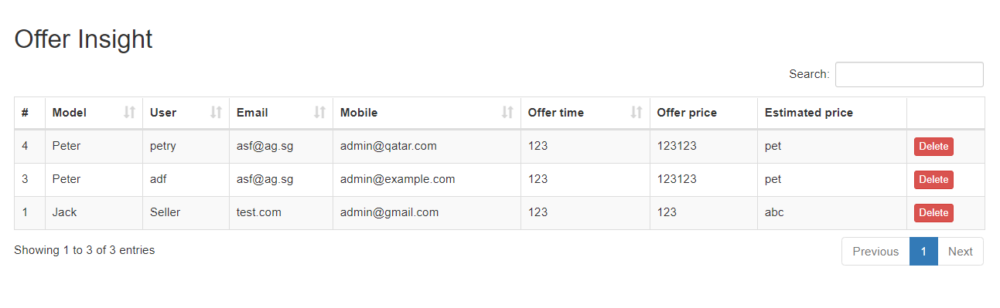 Offer Insight
Search:
# Model User Email Mobile Offer time Offer price Estimated price
4 Peter petry asf@ag.sg admin@qatar.com 123 123123 pet Delete
3 Peter adf asf@ag.sg admin@example.com 123 123123 pet Delete
1 Jack Seller test.com admin@gmail.com 123 123 abc Delete
Showing 1 to 3 of 3 entries Previous 1 Next